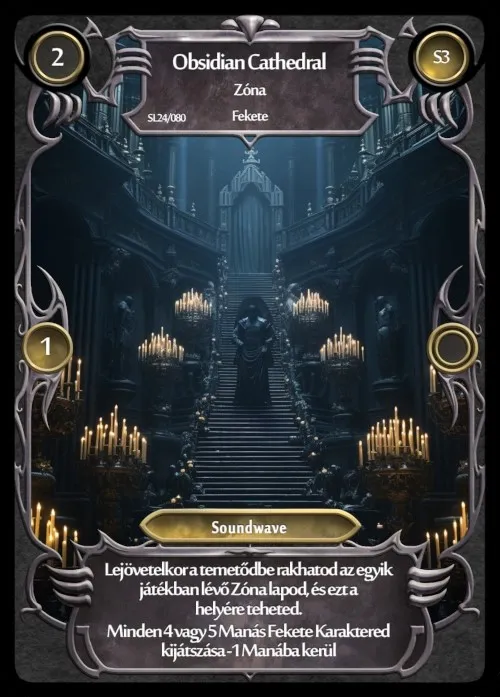 2
Obsidian Cathedral
S3
Zóna
SL24/080
Fekete
1
Soundwave
Lejövetelkor a temetődbe rakhatod az egyik
játékban lévő Zóna lapod, és ezt a
helyére teheted.
Minden 4 vagy 5 Manás Fekete Karaktered
kijátszása -1 Manába kerül